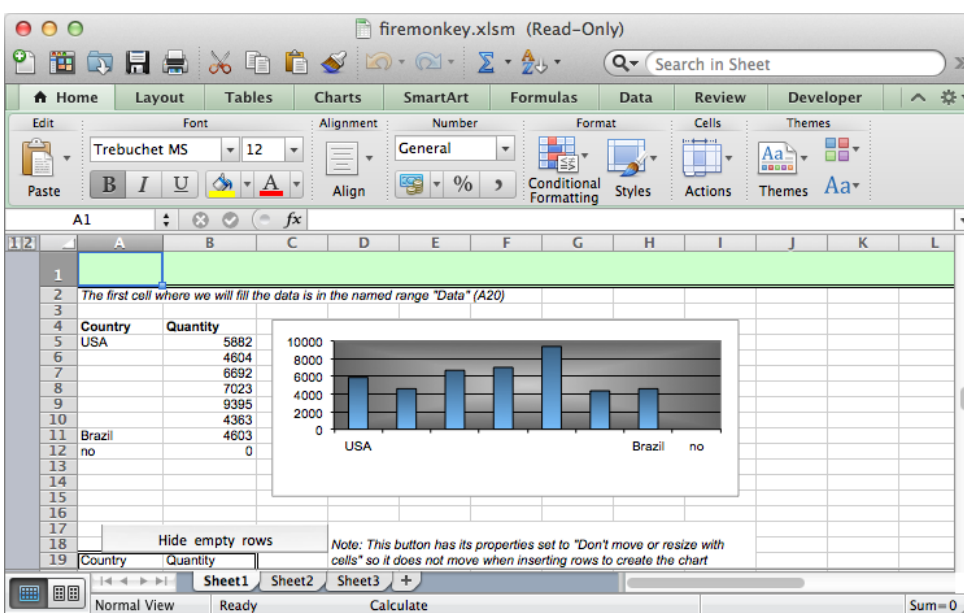 firemonkey.xlsm (Read-Only)
Search in Sheet
Home Layout Tables Charts SmartArt Formulas Data Review Developer
Edit Font Alignment Number Format Cells Themes
Trebuchet MS 12 General
Paste B I U A Align % , Conditional Formatting Styles Actions Aa Themes Aa
A1 fx
1 2 A B C D E F G H I J K L
1
2 The first cell where we will fill the data is in the named range "Data" (A20)
3
4 Country Quantity
5 USA 5882
6 4604
7 6692
8 7023
9 9395
10 4363
11 Brazil 4603
12 no 0
13
14
15
16
17
18
19 Country Quantity
10000
8000
6000
4000
2000
0
USA Brazil no
Hide empty rows
Note: This button has its properties set to "Don't move or resize with
cells" so it does not move when inserting rows to create the chart
Sheet1 Sheet2 Sheet3 +
Normal View Ready Calculate Sum=0